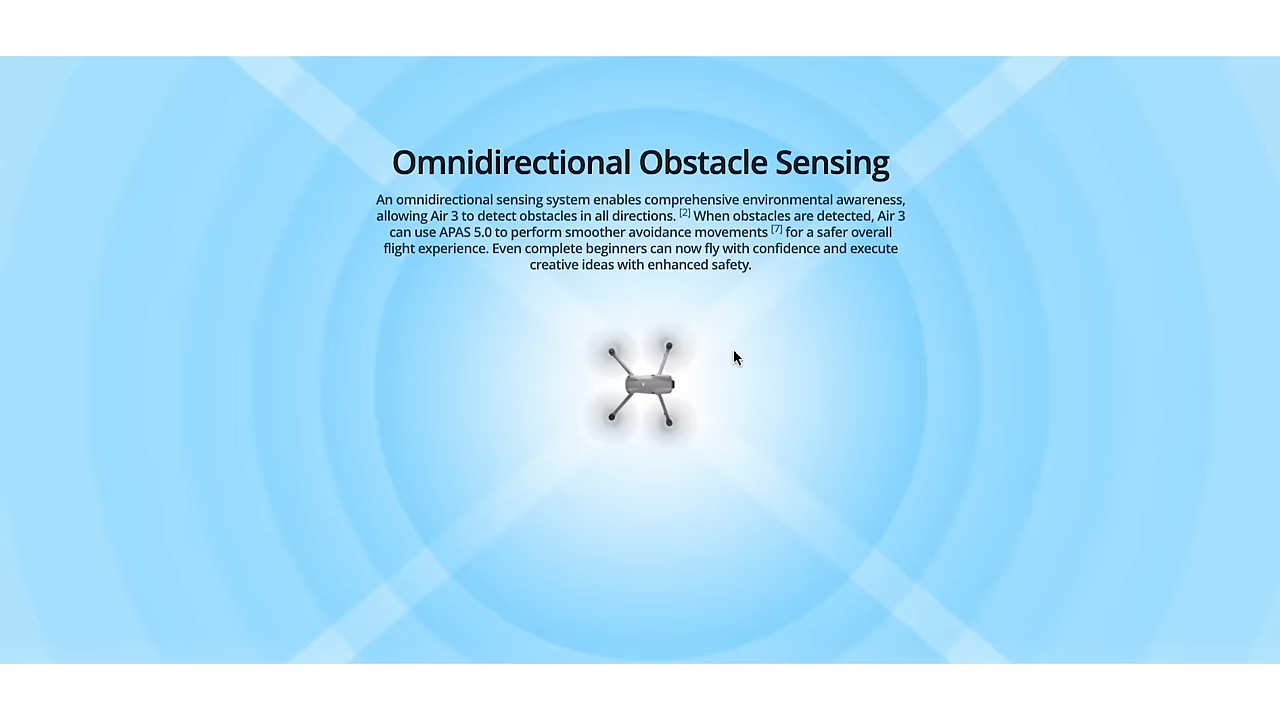 Omnidirectional Obstacle Sensing
An omnidirectional sensing system enables comprehensive environmental awareness,
allowing Air 3 to detect obstacles in all directions. [2] When obstacles are detected, Air 3
can use APAS 5.0 to perform smoother avoidance movements [7] for a safer overall
flight experience. Even complete beginners can now fly with confidence and execute
creative ideas with enhanced safety.